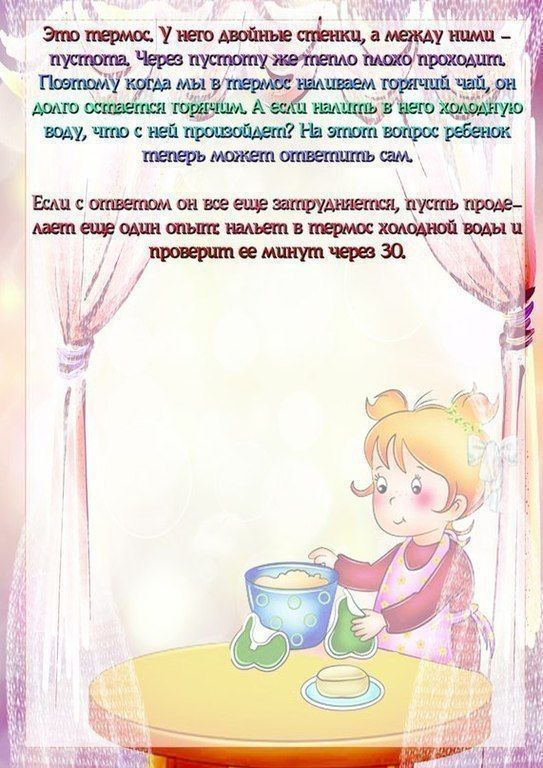 Это термос. У него двойные стенки, а между ними –
пустота. Через пустоту же тепло плохо проходит.
Поэтому когда мы в термос наливаем горячий чай, он
долго остается горячим. А если налить в него холодную
воду, что с ней произойдет? На этот вопрос ребенок
теперь может ответить сам.
Если с ответом он все еще затрудняется, пусть проде-
лает еще один опыт: нальет в термос холодной воды и
проверит ее минут через 30.